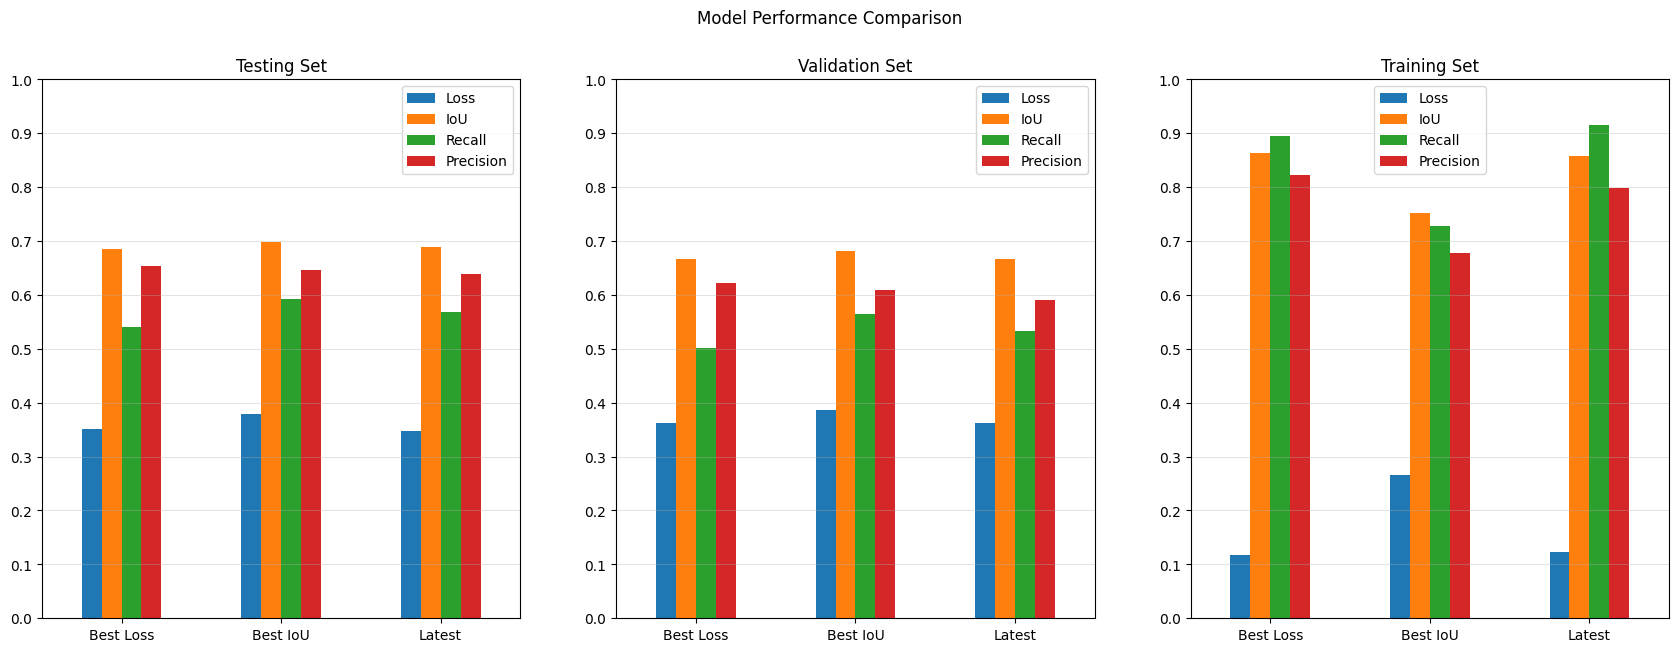 Model Performance Comparison
Testing Set
1.0
0.9
0.8
0.7
0.6
0.5
0.4
0.3
0.2
0.1
0.0
Loss
IoU
Recall
Precision
Best Loss Best IoU Latest
Validation Set
1.0
0.9
0.8
0.7
0.6
0.5
0.4
0.3
0.2
0.1
0.0
Loss
IoU
Recall
Precision
Best Loss Best IoU Latest
Training Set
1.0
0.9
0.8
0.7
0.6
0.5
0.4
0.3
0.2
0.1
0.0
Loss
IoU
Recall
Precision
Best Loss Best IoU Latest